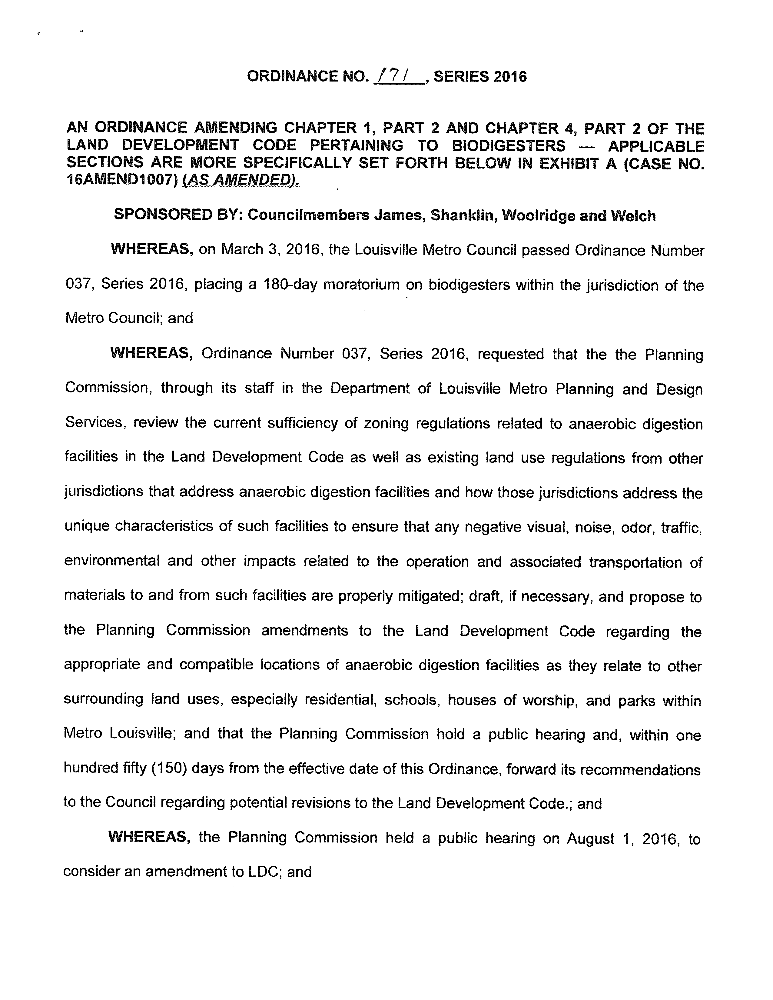 ORDINANCE NO. 171, SERIES 2016
AN ORDINANCE AMENDING CHAPTER 1, PART 2 AND CHAPTER 4, PART 2 OF THE
LAND DEVELOPMENT CODE PERTAINING TO BIODIGESTERS — APPLICABLE
SECTIONS ARE MORE SPECIFICALLY SET FORTH BELOW IN EXHIBIT A (CASE NO.
16AMEND1007) (AS AMENDED).
SPONSORED BY: Councilmembers James, Shanklin, Woolridge and Welch
WHEREAS, on March 3, 2016, the Louisville Metro Council passed Ordinance Number
037, Series 2016, placing a 180-day moratorium on biodigesters within the jurisdiction of the
Metro Council; and
WHEREAS, Ordinance Number 037, Series 2016, requested that the the Planning
Commission, through its staff in the Department of Louisville Metro Planning and Design
Services, review the current sufficiency of zoning regulations related to anaerobic digestion
facilities in the Land Development Code as well as existing land use regulations from other
jurisdictions that address anaerobic digestion facilities and how those jurisdictions address the
unique characteristics of such facilities to ensure that any negative visual, noise, odor, traffic,
environmental and other impacts related to the operation and associated transportation of
materials to and from such facilities are properly mitigated; draft, if necessary, and propose to
the Planning Commission amendments to the Land Development Code regarding the
appropriate and compatible locations of anaerobic digestion facilities as they relate to other
surrounding land uses, especially residential, schools, houses of worship, and parks within
Metro Louisville; and that the Planning Commission hold a public hearing and, within one
hundred fifty (150) days from the effective date of this Ordinance, forward its recommendations
to the Council regarding potential revisions to the Land Development Code.; and
WHEREAS, the Planning Commission held a public hearing on August 1, 2016, to
consider an amendment to LDC; and